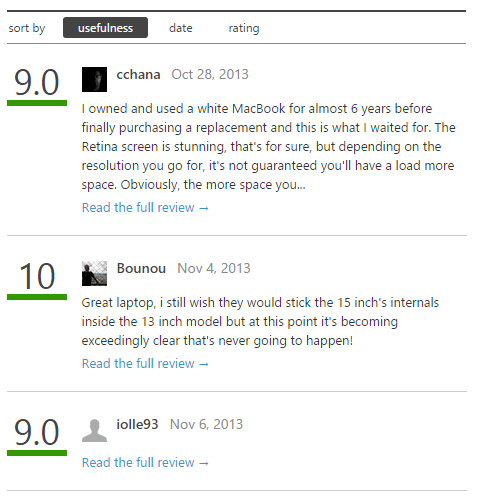 sort by usefulness date rating
9.0 cchana Oct 28, 2013
I owned and used a white MacBook for almost 6 years before
finally purchasing a replacement and this is what I waited for. The
Retina screen is stunning, that's for sure, but depending on the
resolution you go for, it's not guaranteed you'll have a load more
space. Obviously, the more space you...
Read the full review →
10 Bounou Nov 4, 2013
Great laptop, i still wish they would stick the 15 inch's internals
inside the 13 inch model but at this point it's becoming
exceedingly clear that's never going to happen!
Read the full review →
9.0 iolle93 Nov 6, 2013
Read the full review →